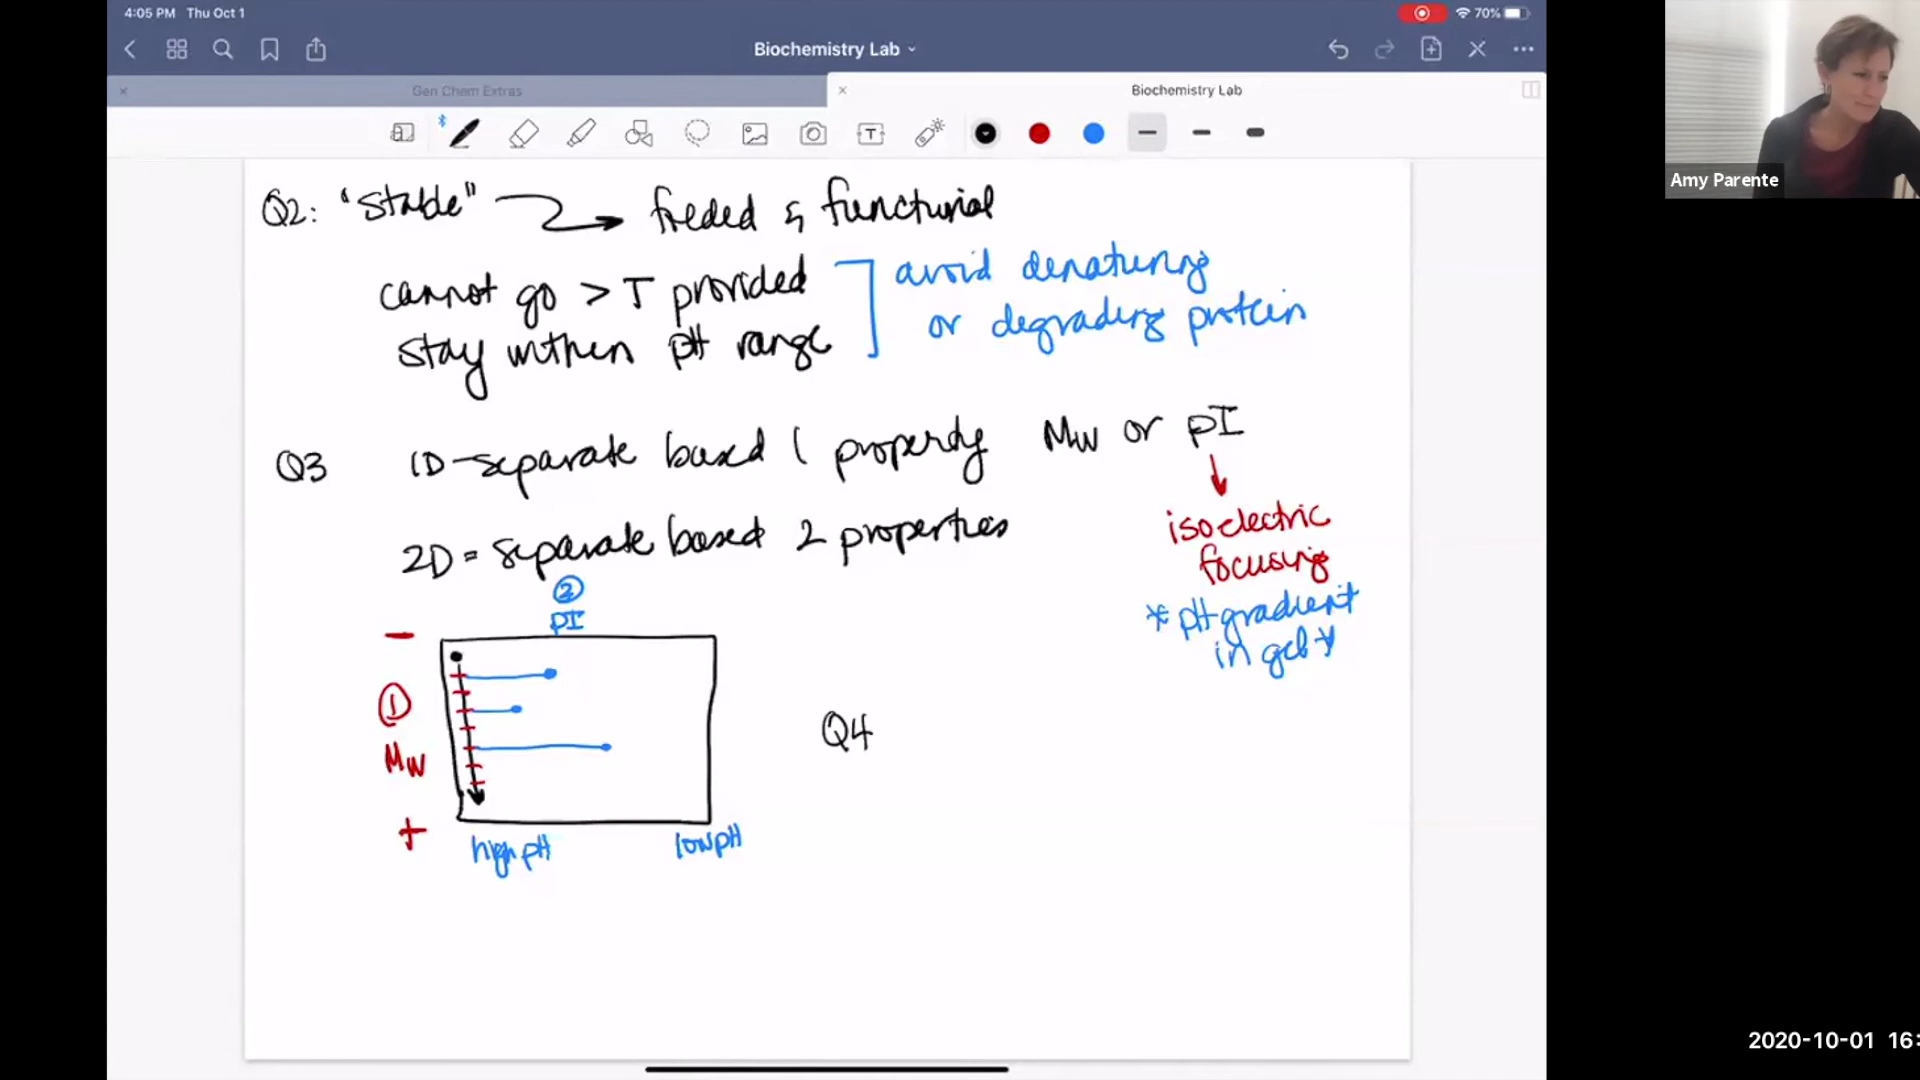 4:05 PM Thu Oct 1
70%
Biochemistry Lab
Gen Chem Extras
Biochemistry Lab
T
Q2: "Stable" → folded & functional
cannot go > T provided
stay within pH range
avoid denaturing
or degrading protein
Q3 1D-separate based 1 property MW or pI
2D = separate based 2 properties
isoelectric
focusing
* pH gradient
in gel *
2
pI
-
1
MW
+
high pH
low pH
Q4
Amy Parente
2020-10-01 16: